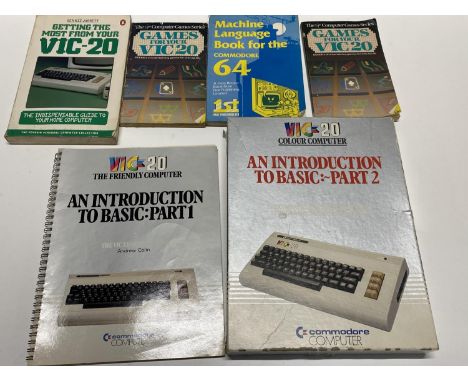 GETTING THE
MOST FROM YOUR
VIC-20
THE INDISPENSABLE GUIDE TO
YOUR HOME COMPUTER
GAMES
FOR YOUR
VIC20
Machine
Language
Book for the
COMMODORE
64
1st
GAMES
FOR YOUR
VIC20
VIC-20
THE FRIENDLY COMPUTER
AN INTRODUCTION
TO BASIC:PART 1
Andrew Colin
commodore
COMPUTER
VIC-20
COLOUR COMPUTER
AN INTRODUCTION
TO BASIC:~PART 2
VIC-20
commodore
COMPUTER